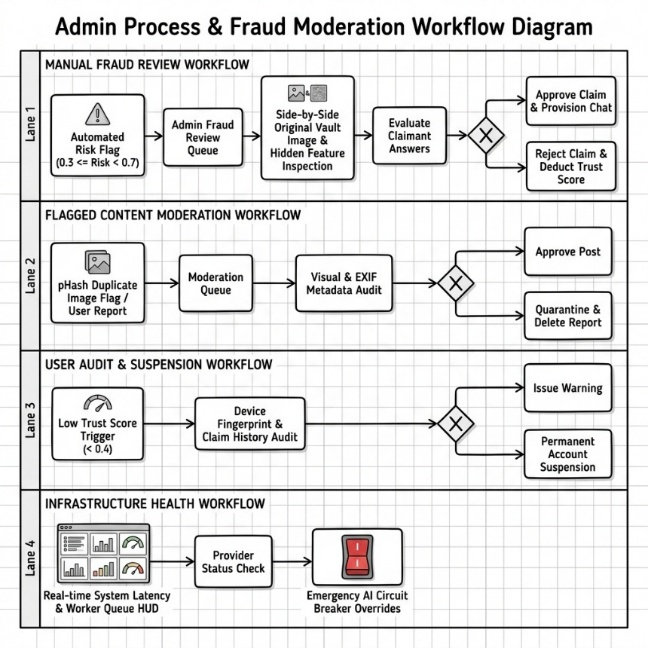 Admin Process & Fraud Moderation Workflow Diagram
Lane 1
MANUAL FRAUD REVIEW WORKFLOW
Automated
Risk Flag
(0.3 <= Risk < 0.7)
Admin Fraud
Review
Queue
Side-by-Side
Original Vault
Image &
Hidden Feature
Inspection
Evaluate
Claimant
Answers
X
Approve Claim
& Provision Chat
Reject Claim &
Deduct Trust
Score
Lane 2
FLAGGED CONTENT MODERATION WORKFLOW
pHash Duplicate
Image Flag /
User Report
Moderation
Queue
Visual & EXIF
Metadata Audit
X
Approve Post
Quarantine &
Delete Report
Lane 3
USER AUDIT & SUSPENSION WORKFLOW
Low Trust Score
Trigger
(< 0.4)
Device
Fingerprint &
Claim History Audit
X
Issue Warning
Permanent
Account
Suspension
Lane 4
INFRASTRUCTURE HEALTH WORKFLOW
Real-time System Latency
& Worker Queue HUD
Provider
Status Check
Emergency AI Circuit
Breaker Overrides